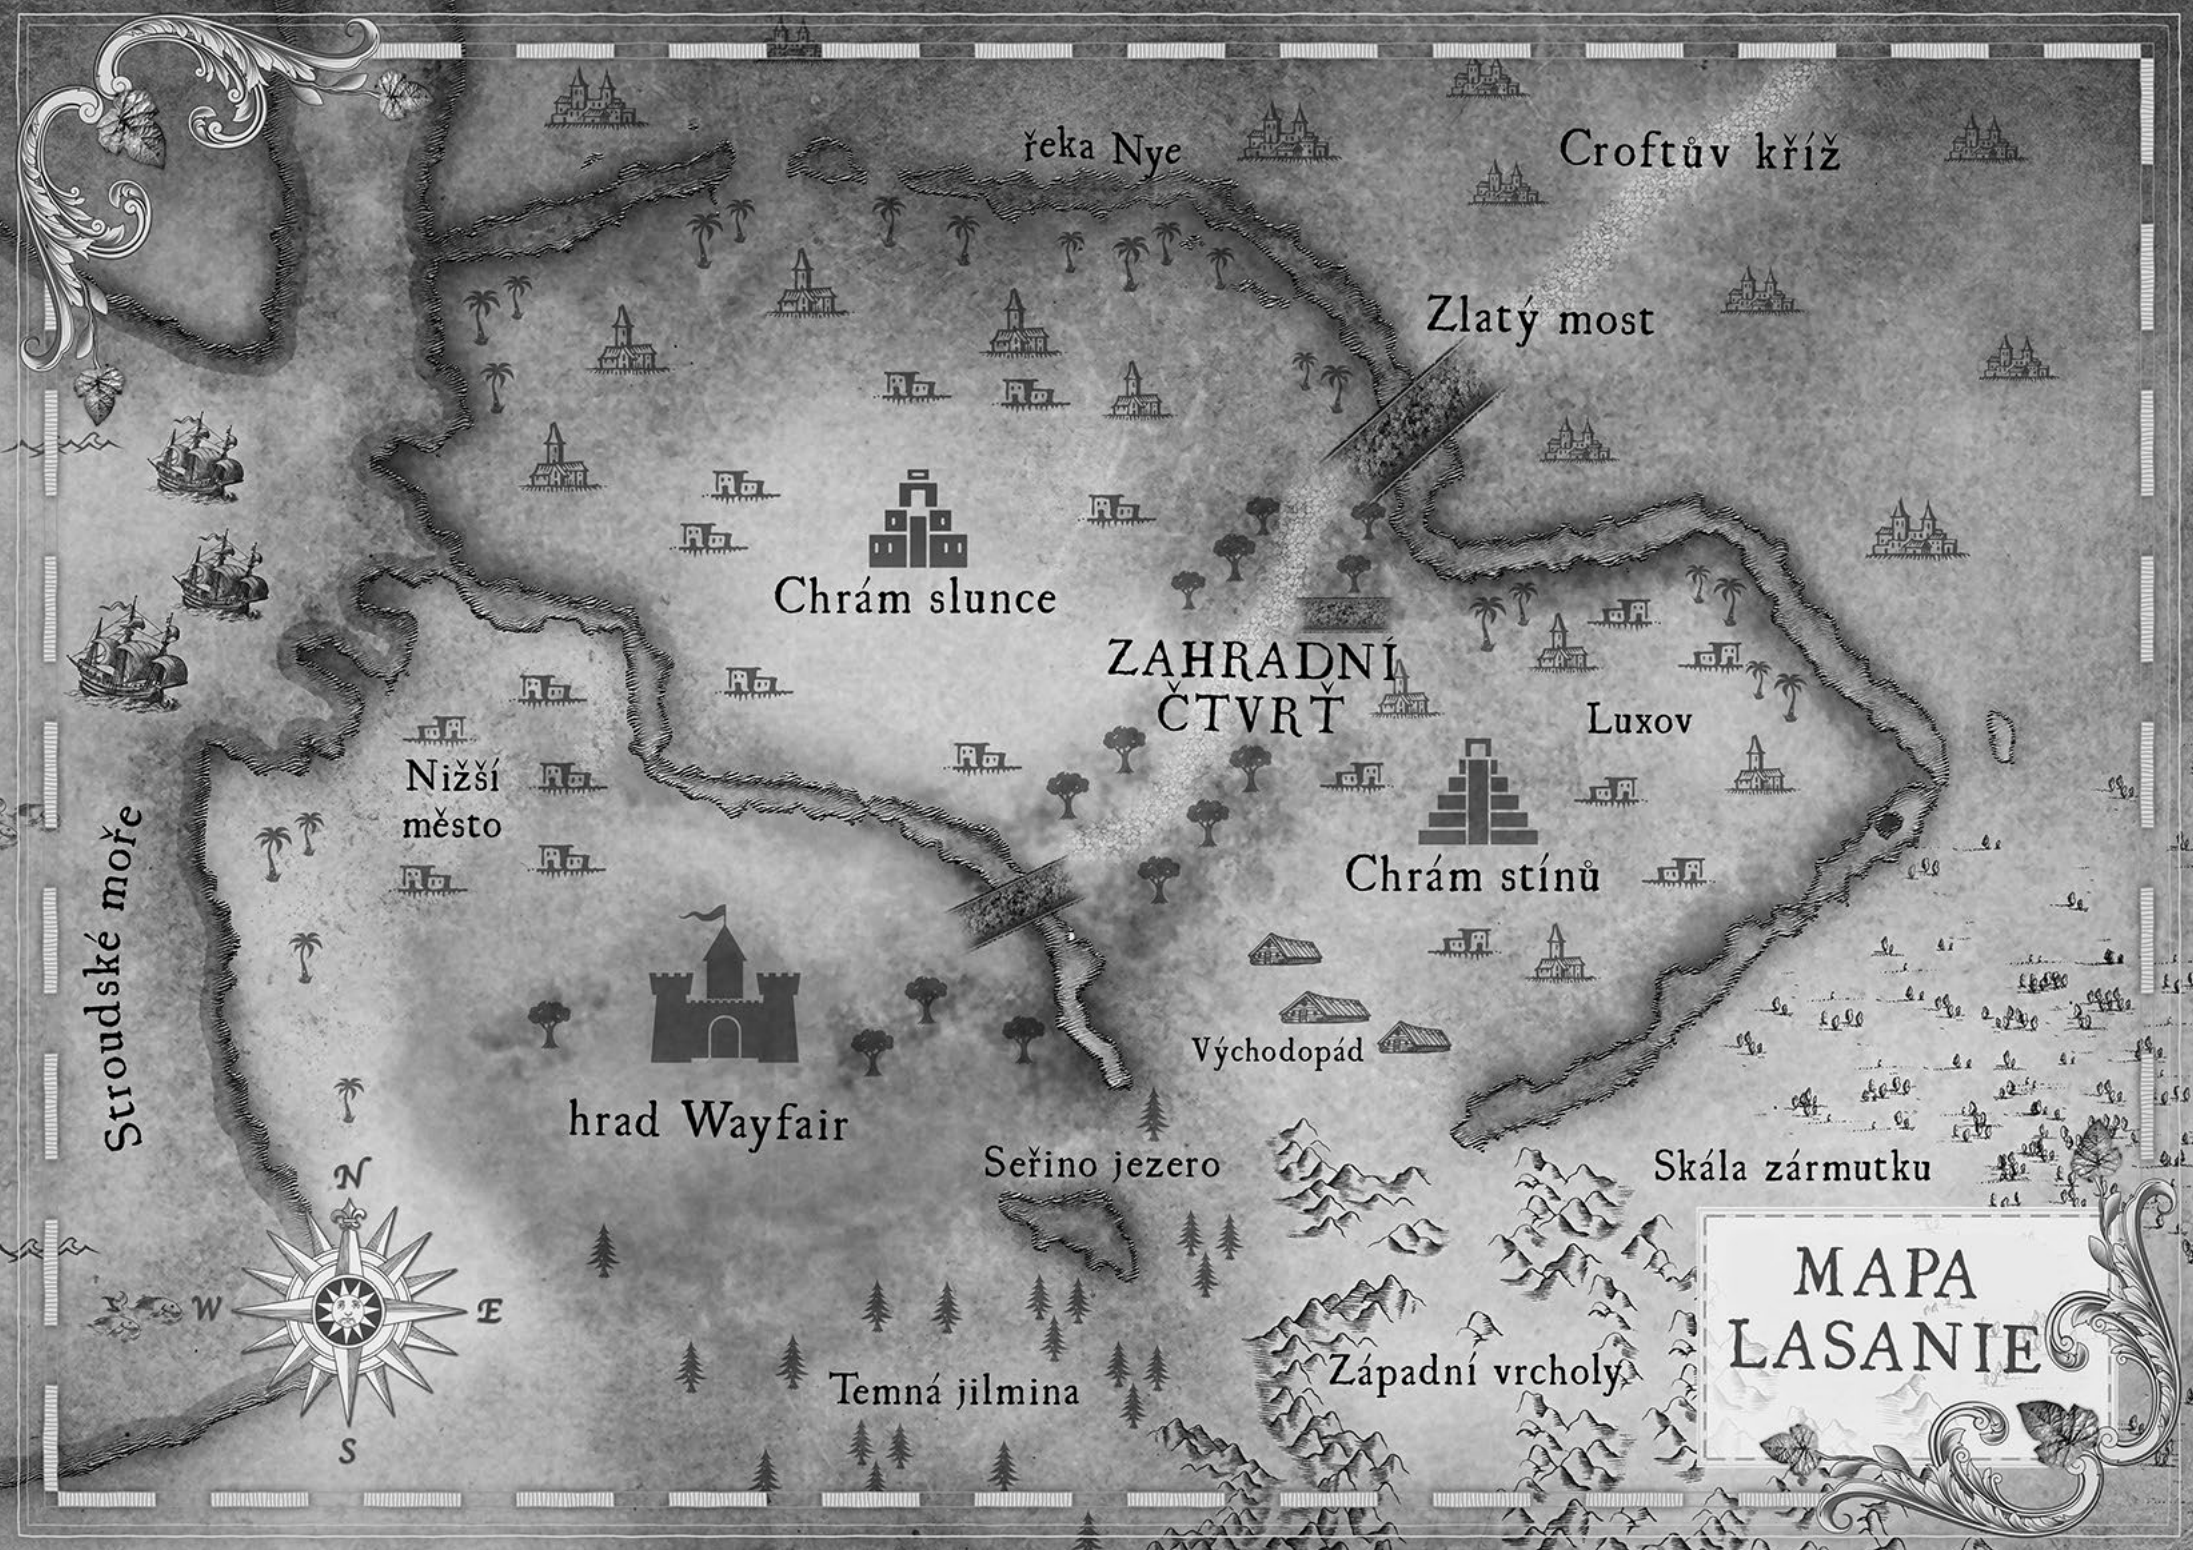 řeka Nye
Croftův kříž
Zlatý most
Chrám slunce
ZAHRADNÍ
ČTVRŤ
Luxov
Nižší
město
Chrám stínů
Stroudské moře
Východopád
hrad Wayfair
Seřino jezero
Skála zármutku
N
W
E
S
Temná jilmina
Západní vrcholy
MAPA
LASANIE